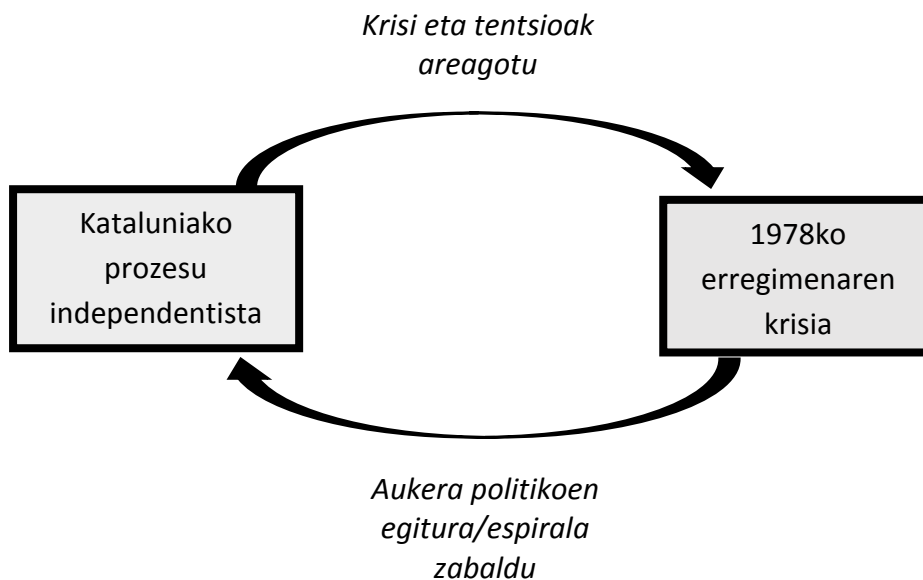 Krisi eta tentsioak
areagotu
Kataluniako
prozesu
independentista
1978ko
erregimenaren
krisia
Aukera politikoen
egitura/espirala
zabaldu